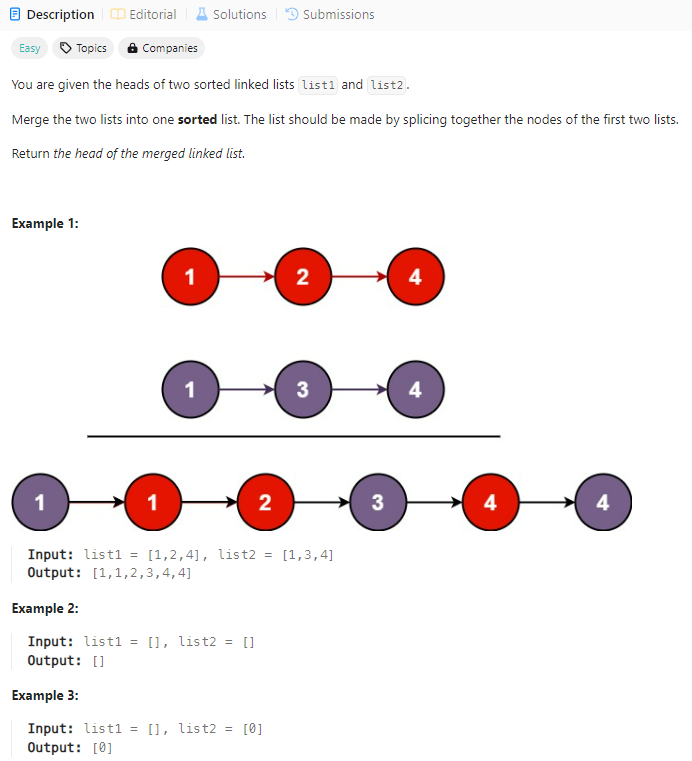 Description Editorial Solutions Submissions
Easy Topics Companies
You are given the heads of two sorted linked lists list1 and list2.
Merge the two lists into one sorted list. The list should be made by splicing together the nodes of the first two lists.
Return the head of the merged linked list.
Example 1:
1 2 4
1 3 4
1 1 2 3 4 4
Input: list1 = [1,2,4], list2 = [1,3,4]
Output: [1,1,2,3,4,4]
Example 2:
Input: list1 = [], list2 = []
Output: []
Example 3:
Input: list1 = [], list2 = [0]
Output: [0]